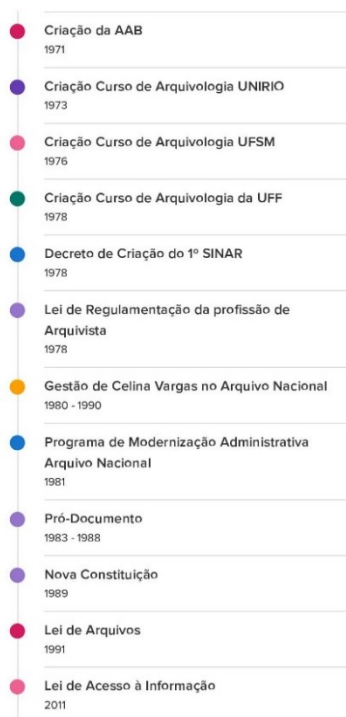 Criação da AAB
1971
Criação Curso de Arquivologia UNIRIO
1973
Criação Curso de Arquivologia UFSM
1976
Criação Curso de Arquivologia da UFF
1978
Decreto de Criação do 1º SINAR
1978
Lei de Regulamentação da profissão de
Arquivista
1978
Gestão de Celina Vargas no Arquivo Nacional
1980 - 1990
Programa de Modernização Administrativa
Arquivo Nacional
1981
Pró-Documento
1983 - 1988
Nova Constituição
1989
Lei de Arquivos
1991
Lei de Acesso à Informação
2011